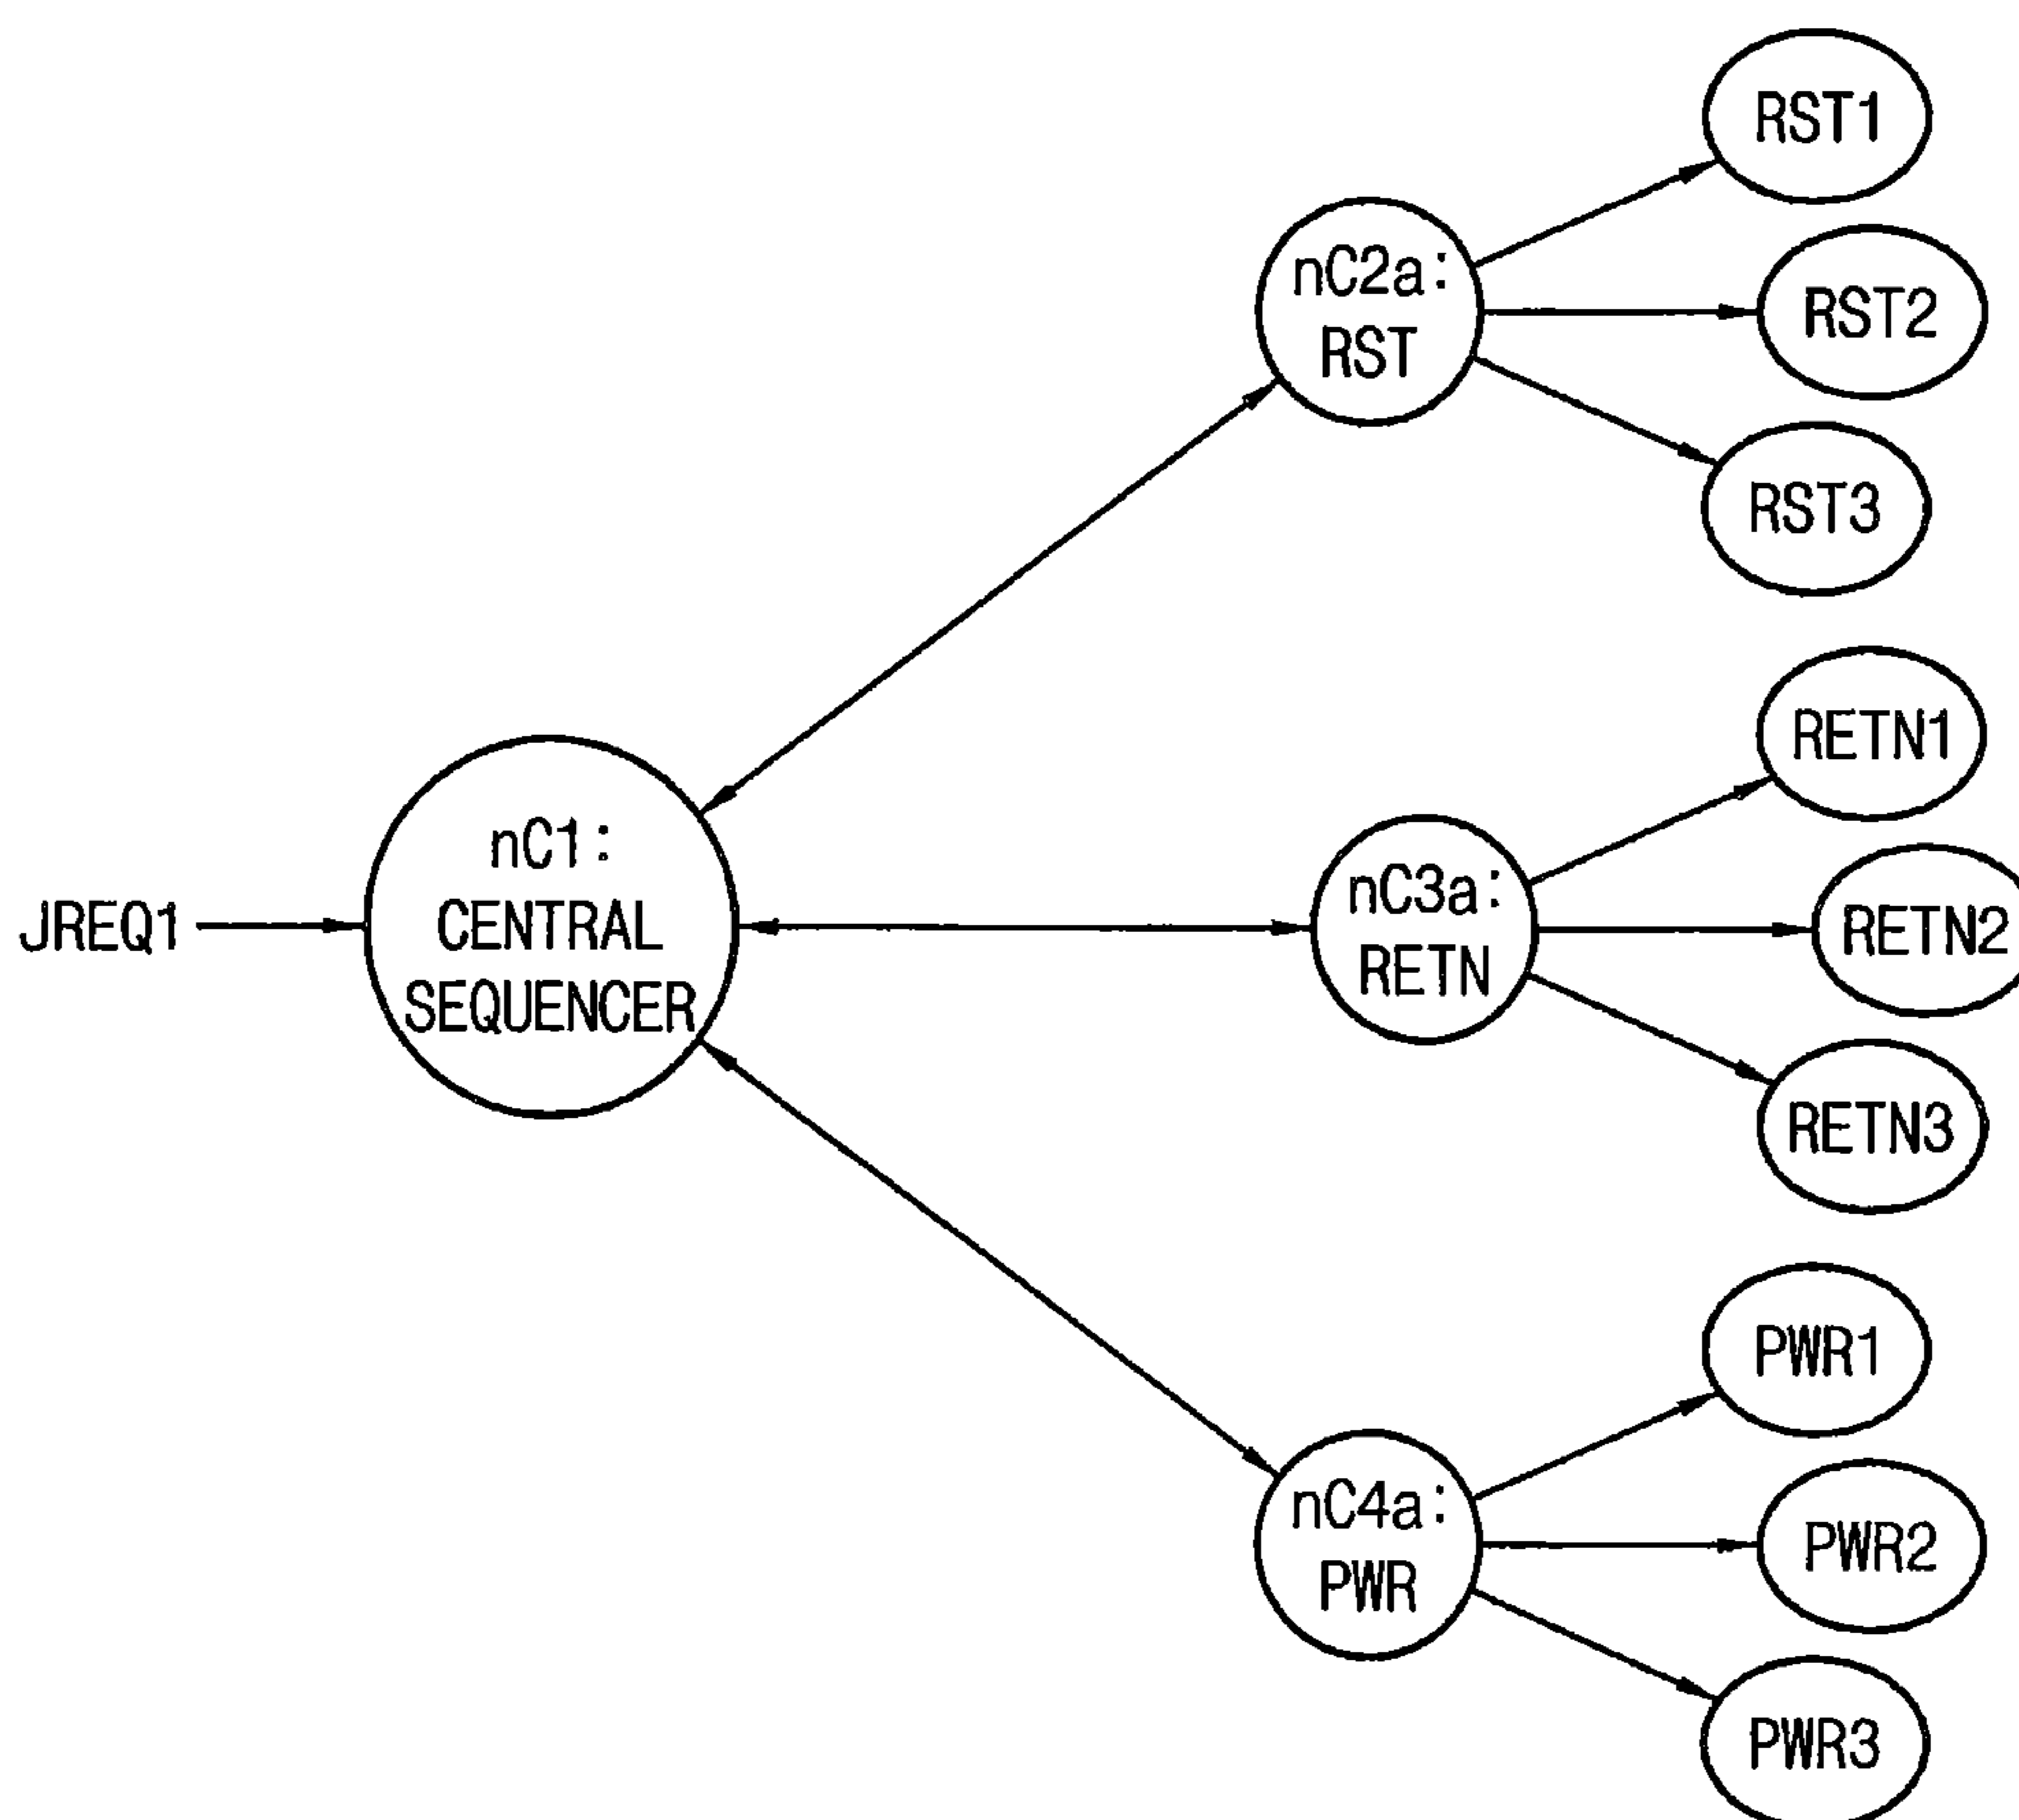 RST1
nC2a:
RST
RST2
RST3
RETN1
nC1:
CENTRAL
SEQUENCER
JREQ1
nC3a:
RETN
RETN2
RETN3
PWR1
nC4a:
PWR
PWR2
PWR3